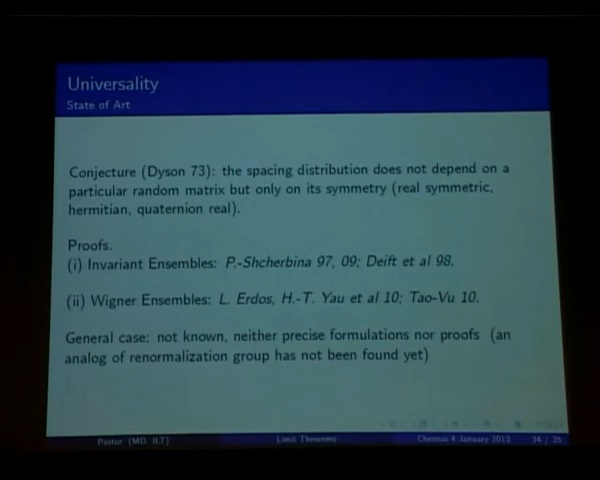 Universality
State of Art
Conjecture (Dyson 73): the spacing distribution does not depend on a
particular random matrix but only on its symmetry (real symmetric,
hermitian, quaternion real).
Proofs.
(i) Invariant Ensembles: P.-Shcherbina 97, 09; Deift et al 98.
(ii) Wigner Ensembles: L. Erdos, H.-T. Yau et al 10; Tao-Vu 10.
General case: not known, neither precise formulations nor proofs (an
analog of renormalization group has not been found yet)
Pastur (MD ILT) Limit Theorems Chennai 4 January 2013 34 / 35